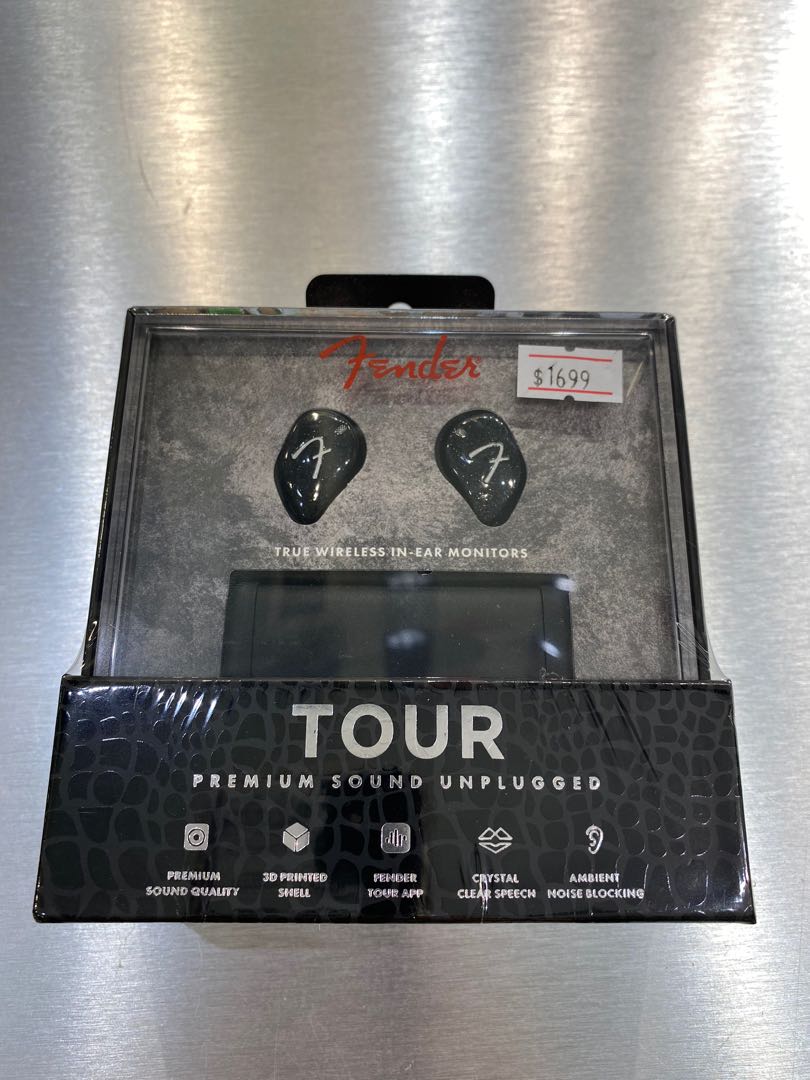 Fender
$1699
TRUE WIRELESS IN-EAR MONITORS
TOUR
PREMIUM SOUND UNPLUGGED
PREMIUM
SOUND QUALITY
3D PRINTED
SHELL
FENDER
TOUR APP
CRYSTAL
CLEAR SPEECH
AMBIENT
NOISE BLOCKING